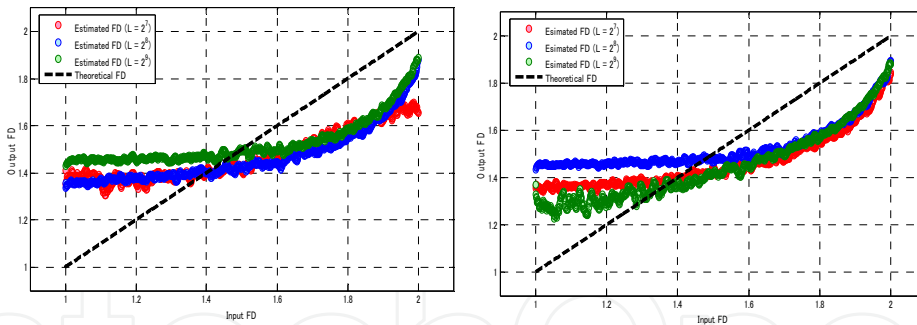 Estimated FD (L = 2^7)
Estimated FD (L = 2^8)
Estimated FD (L = 2^9)
Theoretical FD
Output FD
2
1.8
1.6
1.4
1.2
1
1
1.2
1.4
1.6
1.8
2
Input FD
Esimated FD (L = 2^7)
Esimated FD (L = 2^8)
Esimated FD (L = 2^9)
Theoretical FD
Output FD
2
1.8
1.6
1.4
1.2
1
1
1.2
1.4
1.6
1.8
2
Input FD